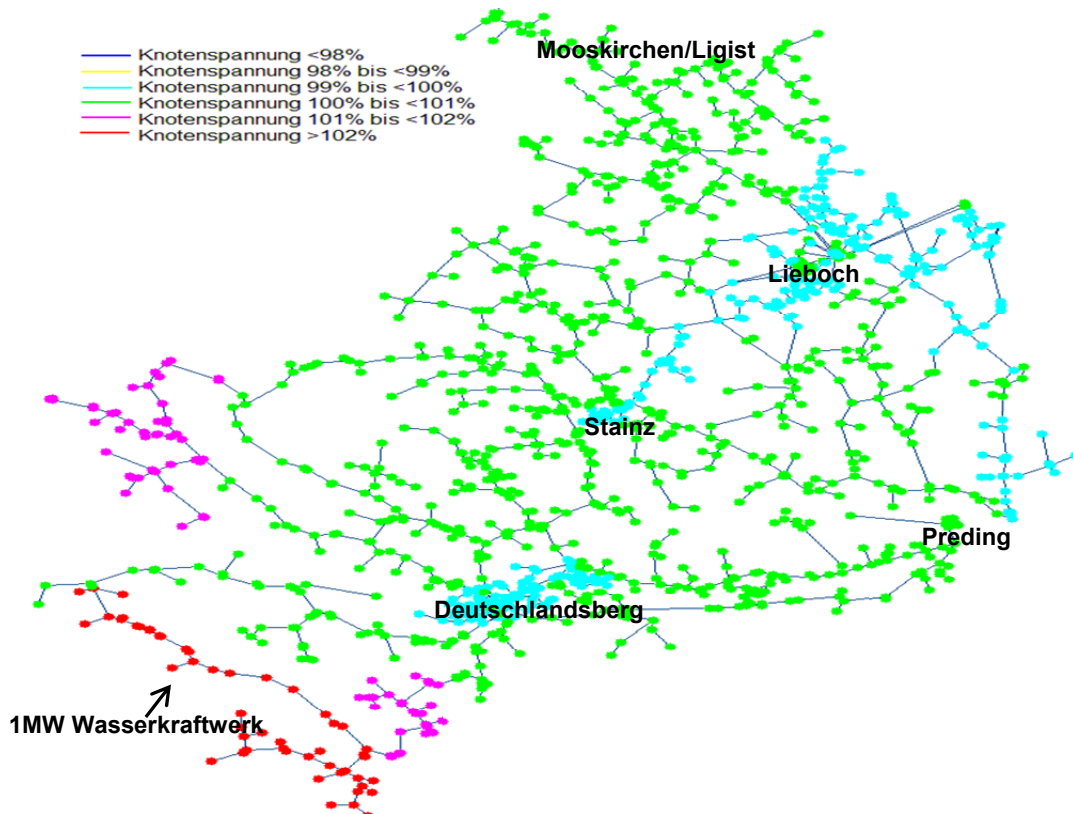 Mooskirchen/Ligist
Knotenspannung <98%
Knotenspannung 98% bis <99%
Knotenspannung 99% bis <100%
Knotenspannung 100% bis <101%
Knotenspannung 101% bis <102%
Knotenspannung >102%
Lieboch
Stainz
Preding
Deutschlandsberg
1MW Wasserkraftwerk